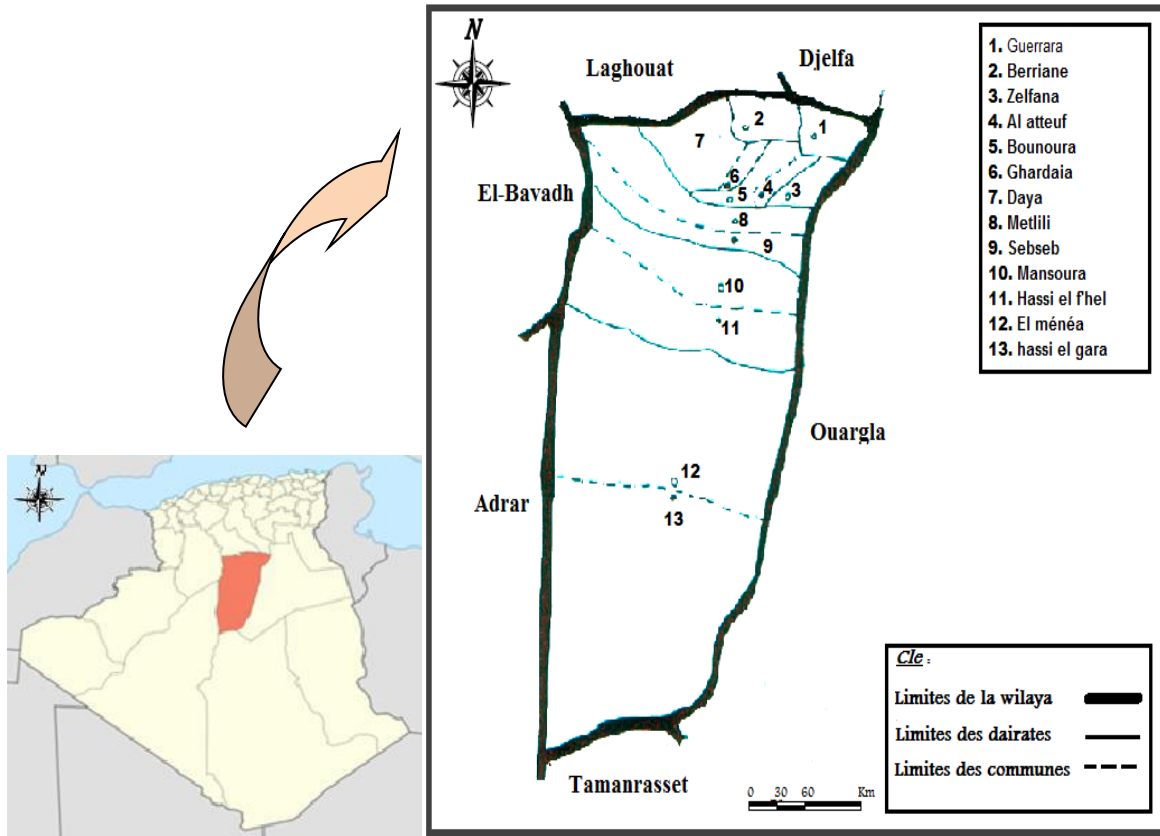 N
Laghouat
Djelfa
El-Bavadh
Adrar
Ouargla
Tamanrasset
2
1
7
6
5
4
3
8
9
10
11
12
13
1. Guerrara
2. Berriane
3. Zelfana
4. Al atteuf
5. Bounoura
6. Ghardaia
7. Daya
8. Metlili
9. Sebseb
10. Mansoura
11. Hassi el f'hel
12. El ménéa
13. hassi el gara
Cle :
Limites de la wilaya
Limites des dairates
Limites des communes
0 30 60 Km
N